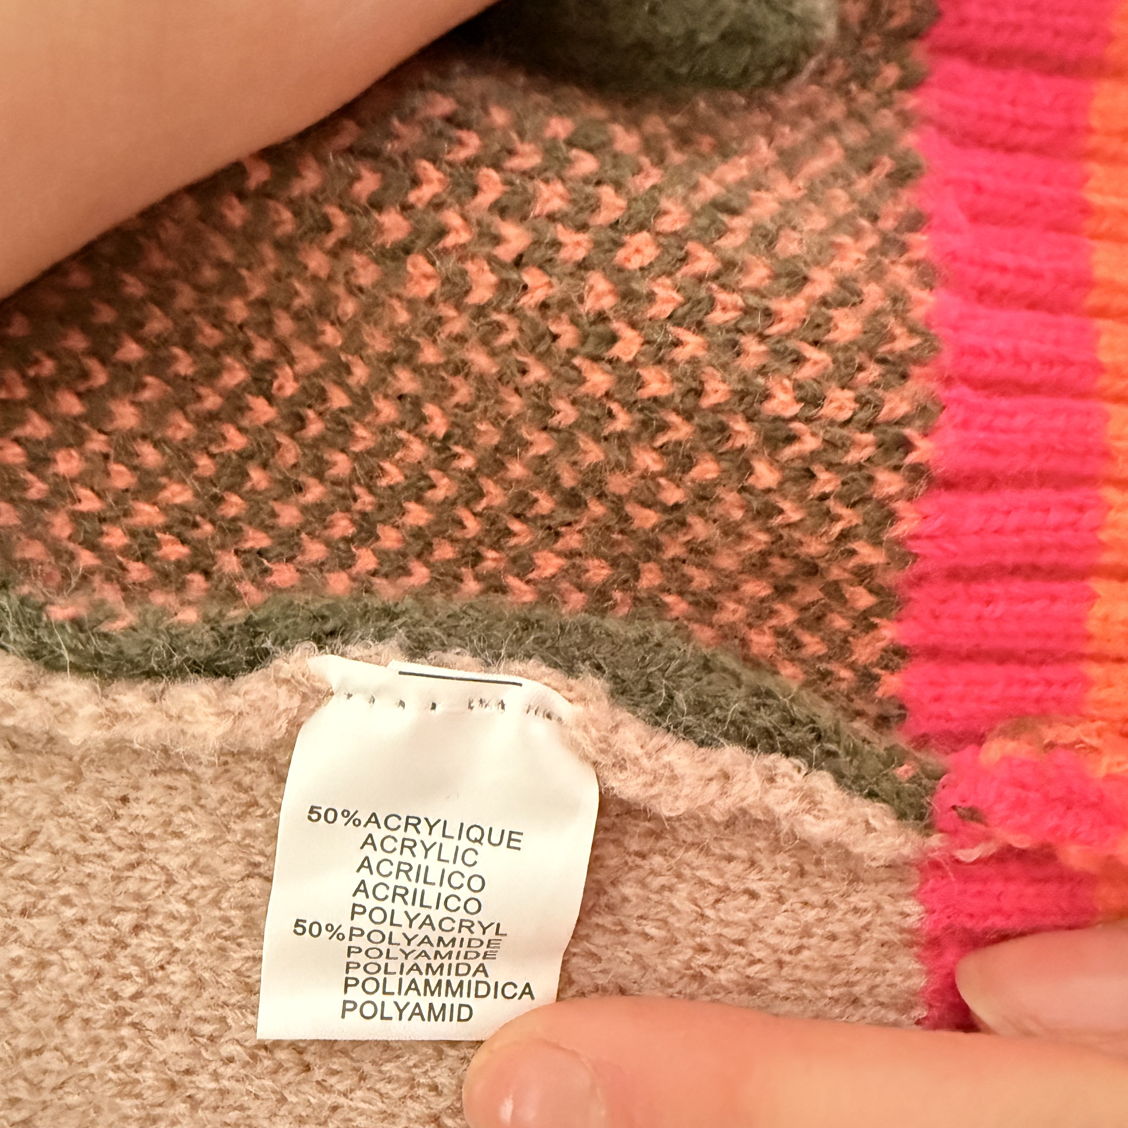 50%ACRYLIQUE
ACRYLIC
ACRILICO
ACRILICO
POLYACRYL
50%POLYAMIDE
POLYAMIDE
POLIAMIDA
POLIAMMIDICA
POLYAMID